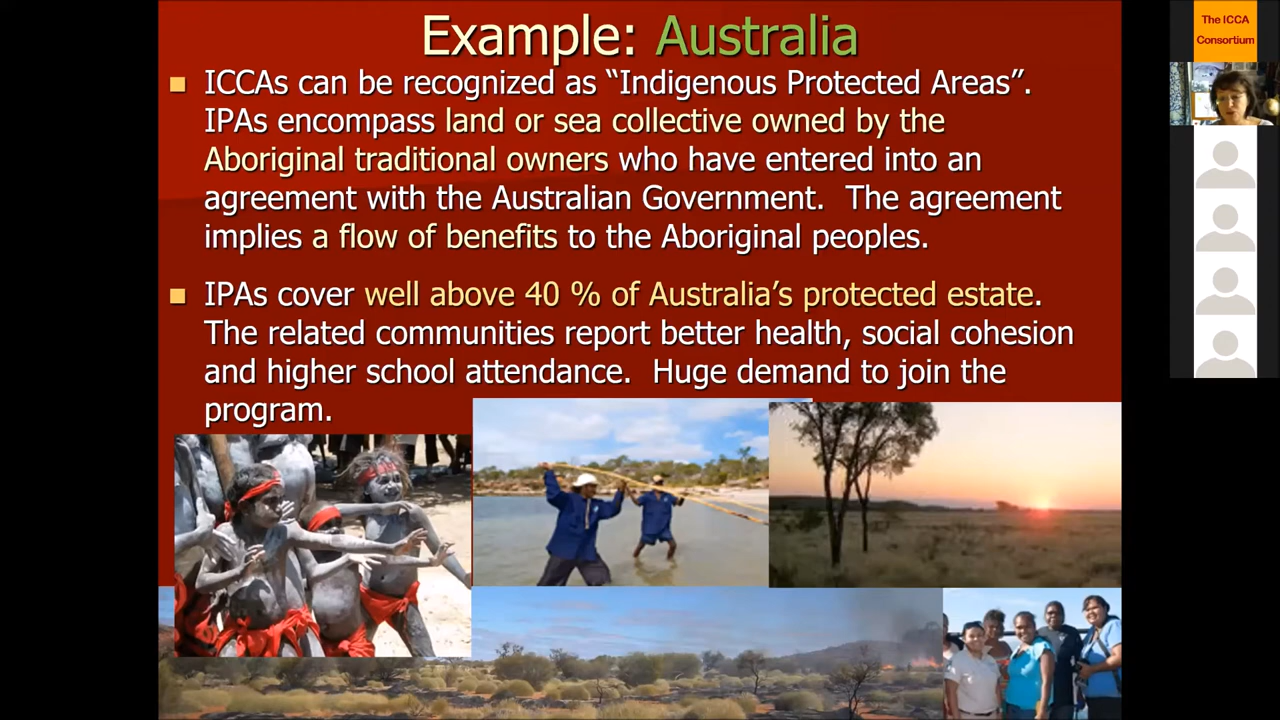 Example: Australia
ICCAs can be recognized as “Indigenous Protected Areas”.
IPAs encompass land or sea collective owned by the
Aboriginal traditional owners who have entered into an
agreement with the Australian Government.  The agreement
implies a flow of benefits to the Aboriginal peoples.
IPAs cover well above 40 % of Australia’s protected estate.
The related communities report better health, social cohesion
and higher school attendance.  Huge demand to join the
program.
The ICCA
Consortium